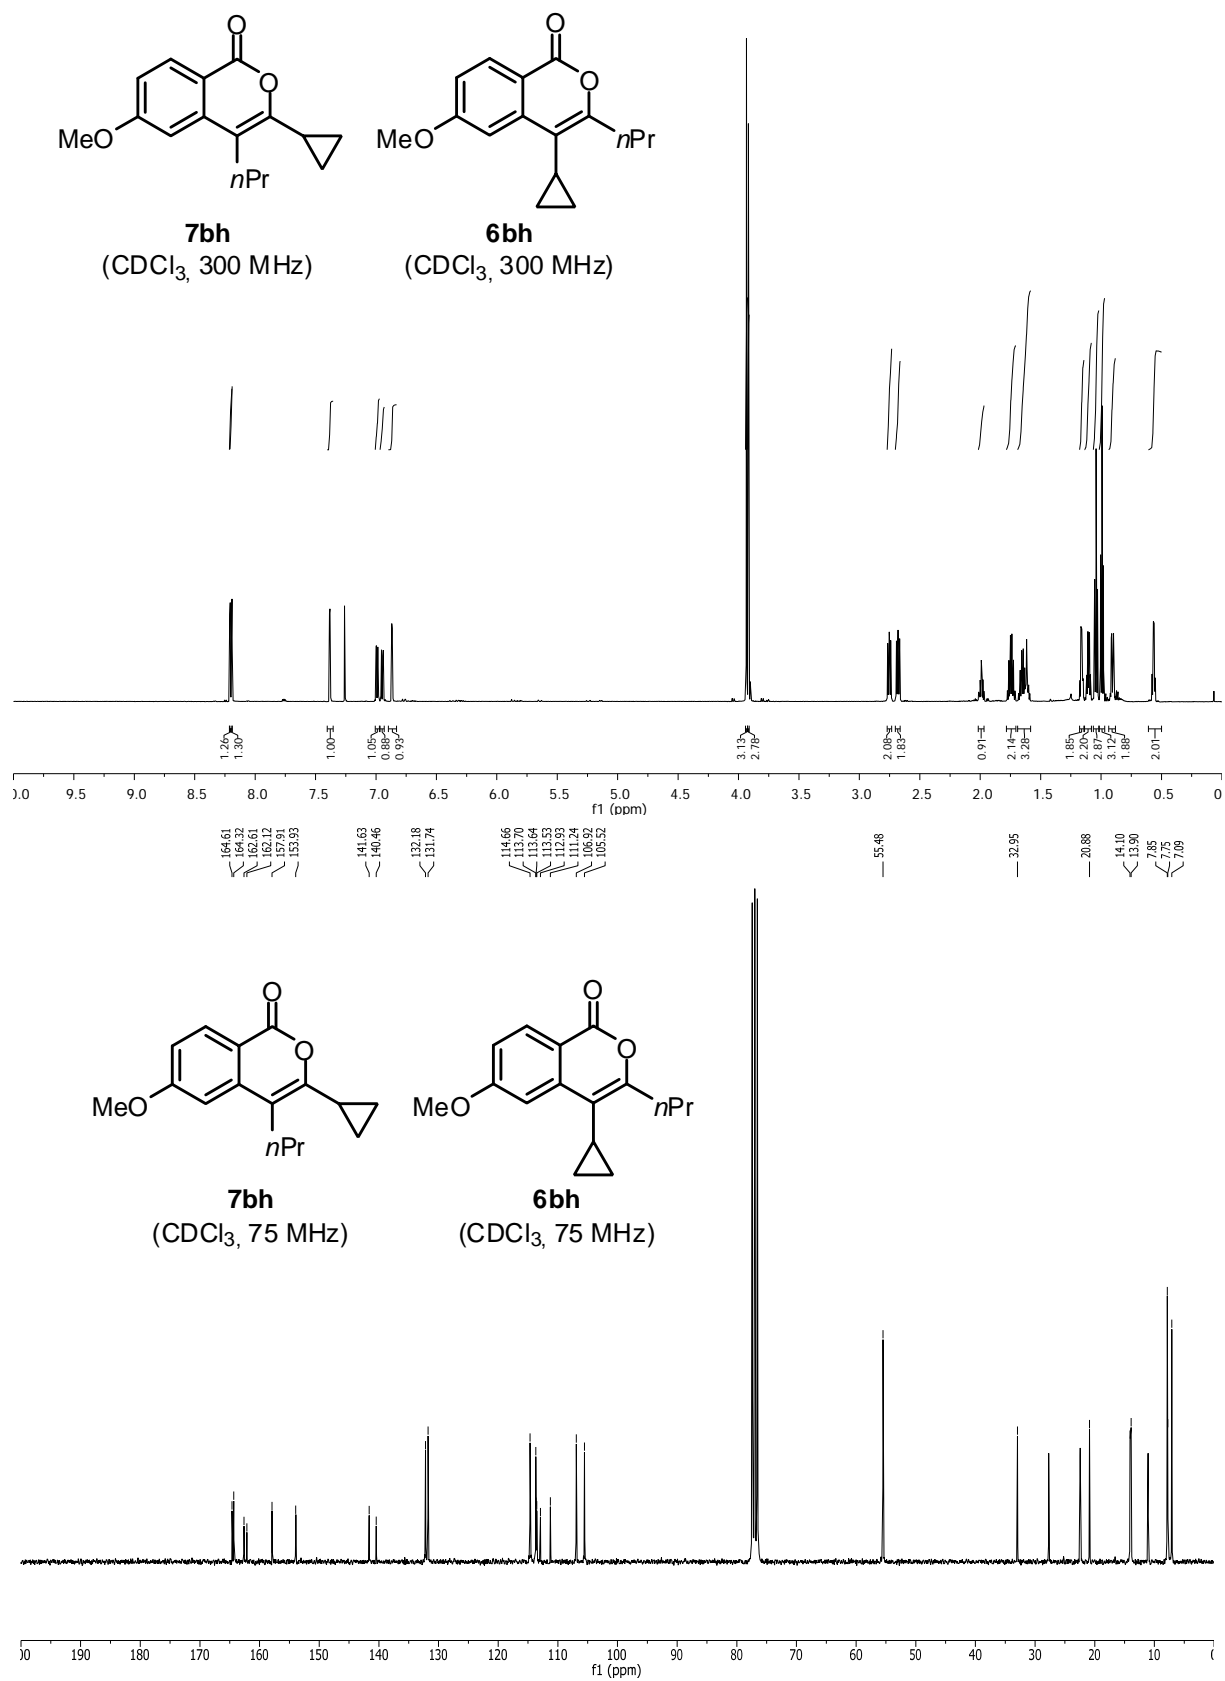 O
O
MeO
nPr
7bh
(CDCl3, 300 MHz)
O
O
MeO
nPr
6bh
(CDCl3, 300 MHz)
1.26
1.30
1.00
1.05
0.88
0.93
3.13
2.78
2.08
1.83
0.91
2.14
3.28
1.85
2.20
2.87
3.12
1.88
2.01
0.0 9.5 9.0 8.5 8.0 7.5 7.0 6.5 6.0 5.5 5.0 4.5 4.0 3.5 3.0 2.5 2.0 1.5 1.0 0.5 0
f1 (ppm)
164.61
164.32
162.61
162.12
157.91
153.93
141.63
140.46
132.18
131.74
114.66
113.70
113.64
113.53
112.93
111.24
106.92
105.52
55.48
32.95
20.88
14.10
13.90
7.85
7.75
7.09
O
O
MeO
nPr
7bh
(CDCl3, 75 MHz)
O
O
MeO
nPr
6bh
(CDCl3, 75 MHz)
00 190 180 170 160 150 140 130 120 110 100 90 80 70 60 50 40 30 20 10 0
f1 (ppm)